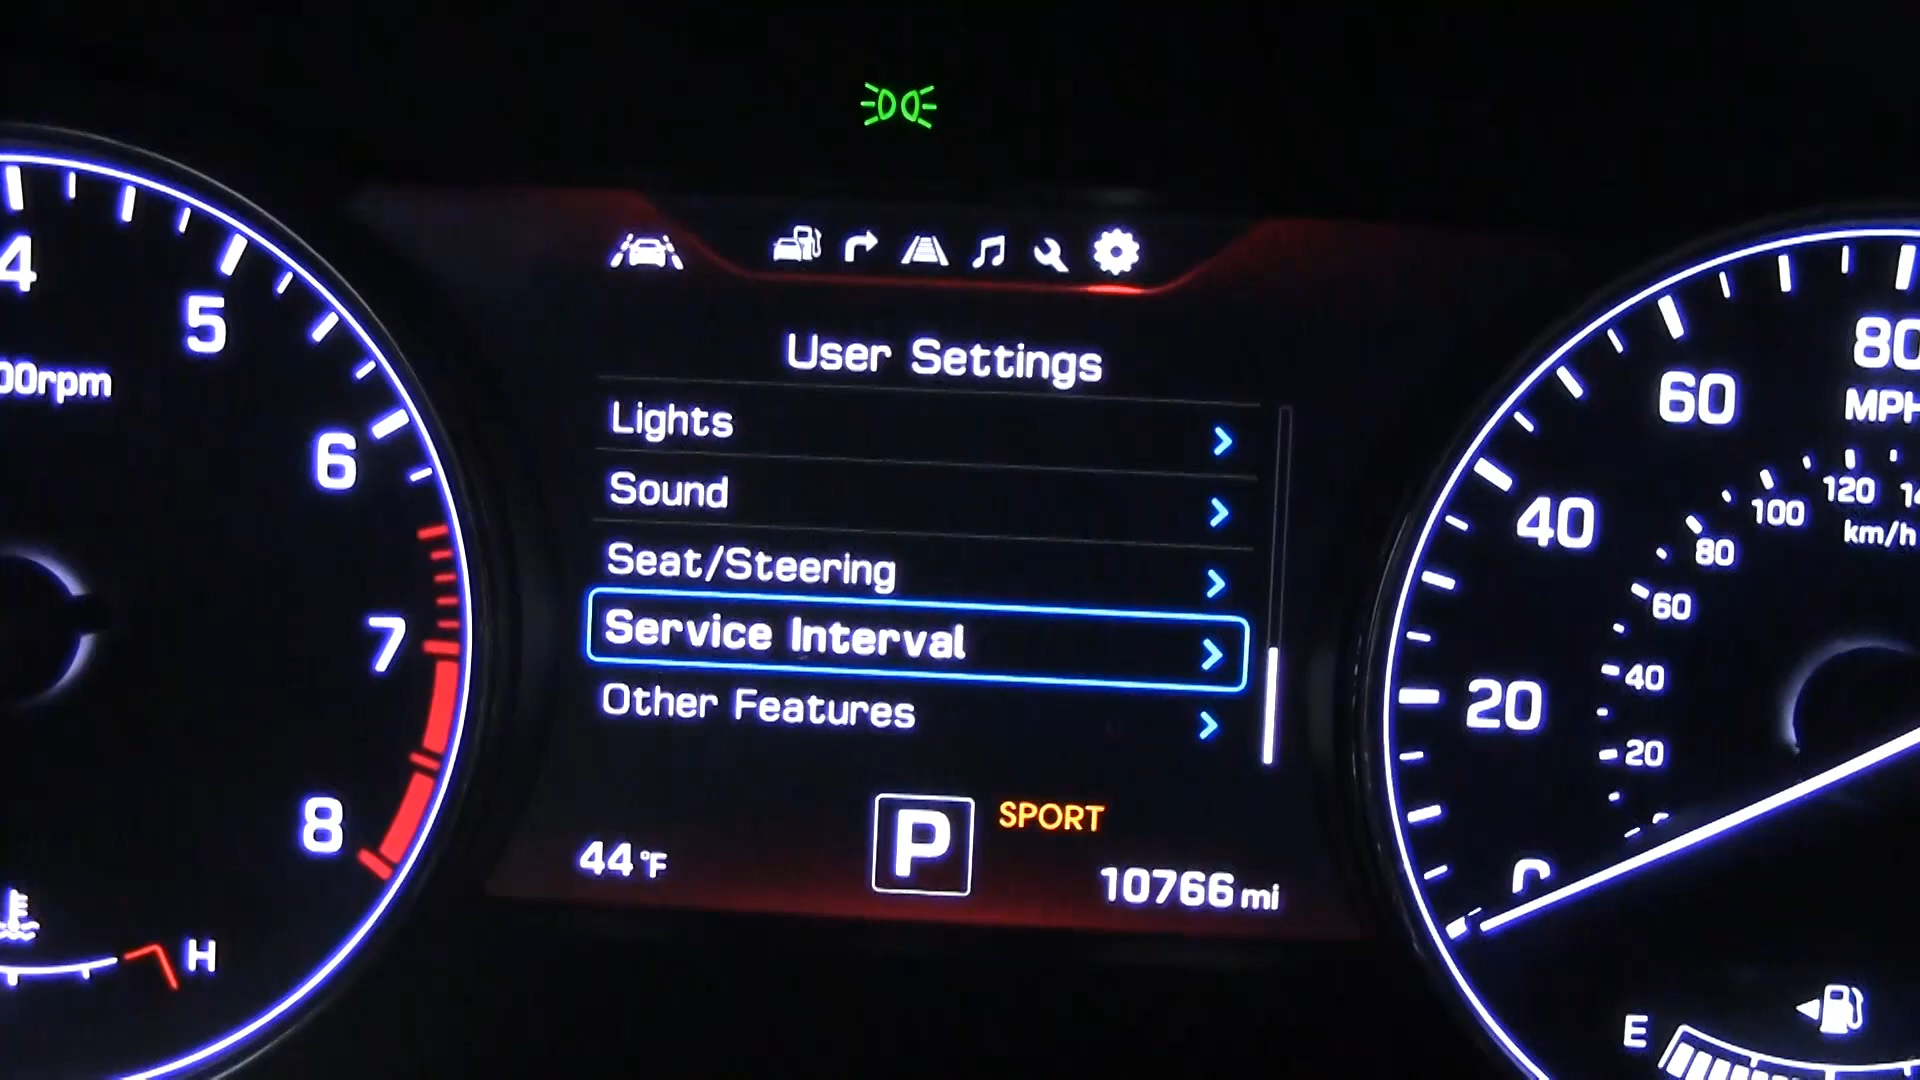 4
5
6
7
8
00rpm
H
User Settings
Lights
Sound
Seat/Steering
Service Interval
Other Features
P
SPORT
44°F
10766 mi
80
MPH
60
40
20
120
100
80
60
40
20
km/h
E